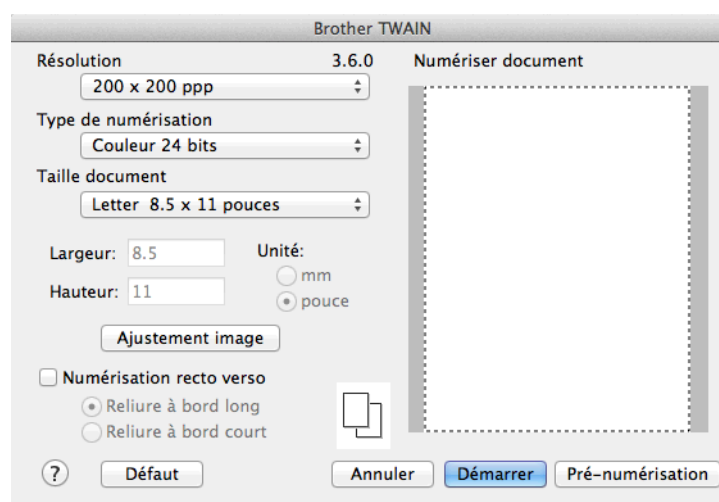 Brother TWAIN
Résolution 3.6.0
200 x 200 ppp
Type de numérisation
Couleur 24 bits
Taille document
Letter 8.5 x 11 pouces
Largeur: 8.5
Hauteur: 11
Unité:
mm
pouce
Ajustement image
Numérisation recto verso
Reliure à bord long
Reliure à bord court
? Défaut
Numériser document
Annuler Démarrer Pré-numérisation